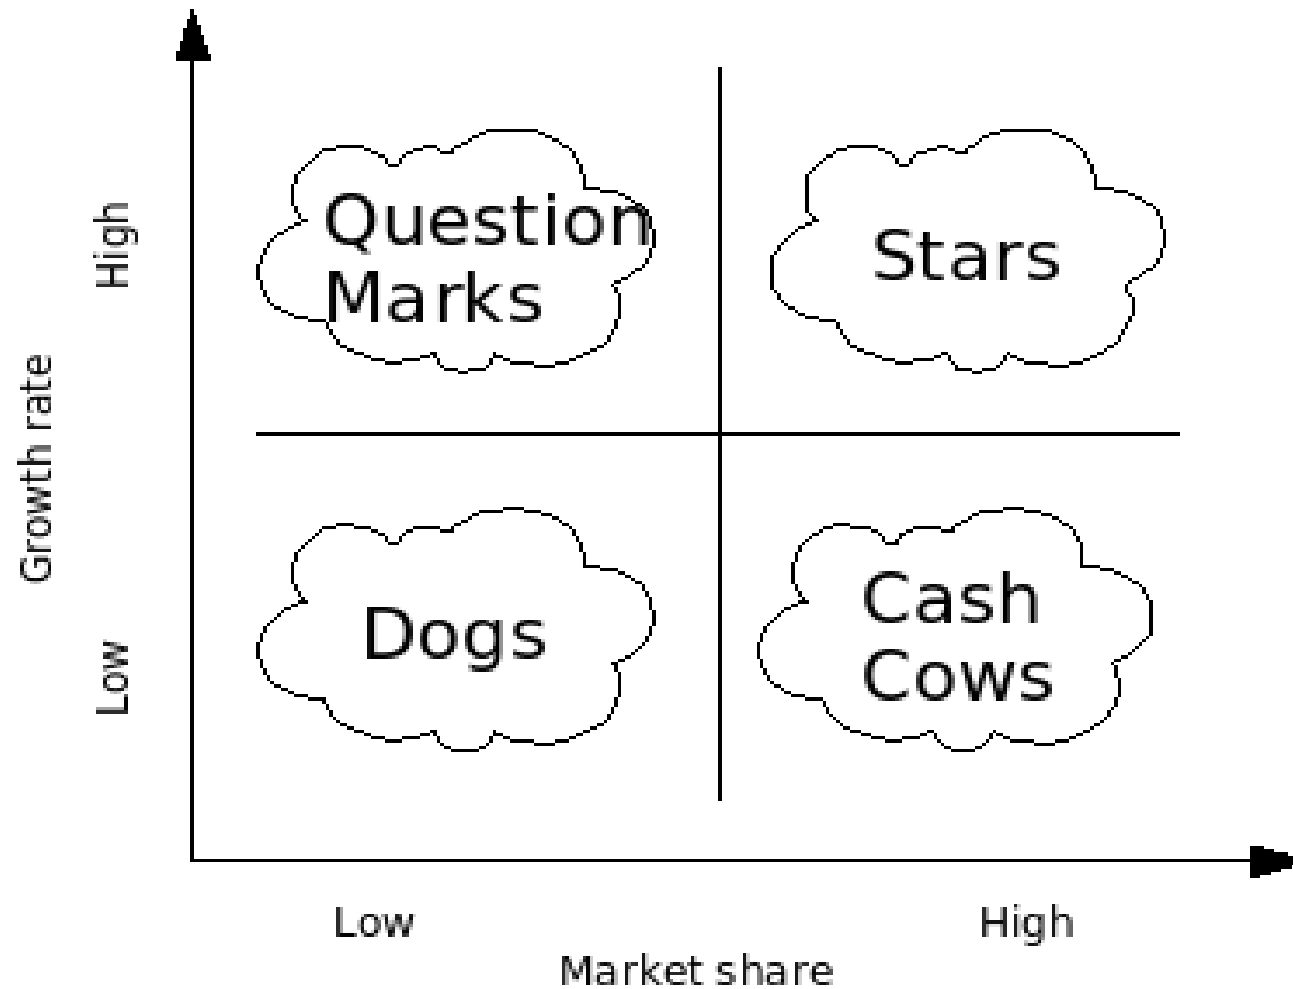 High
Question
Marks
Stars
Growth rate
Low
Dogs
Cash
Cows
Low
High
Market share